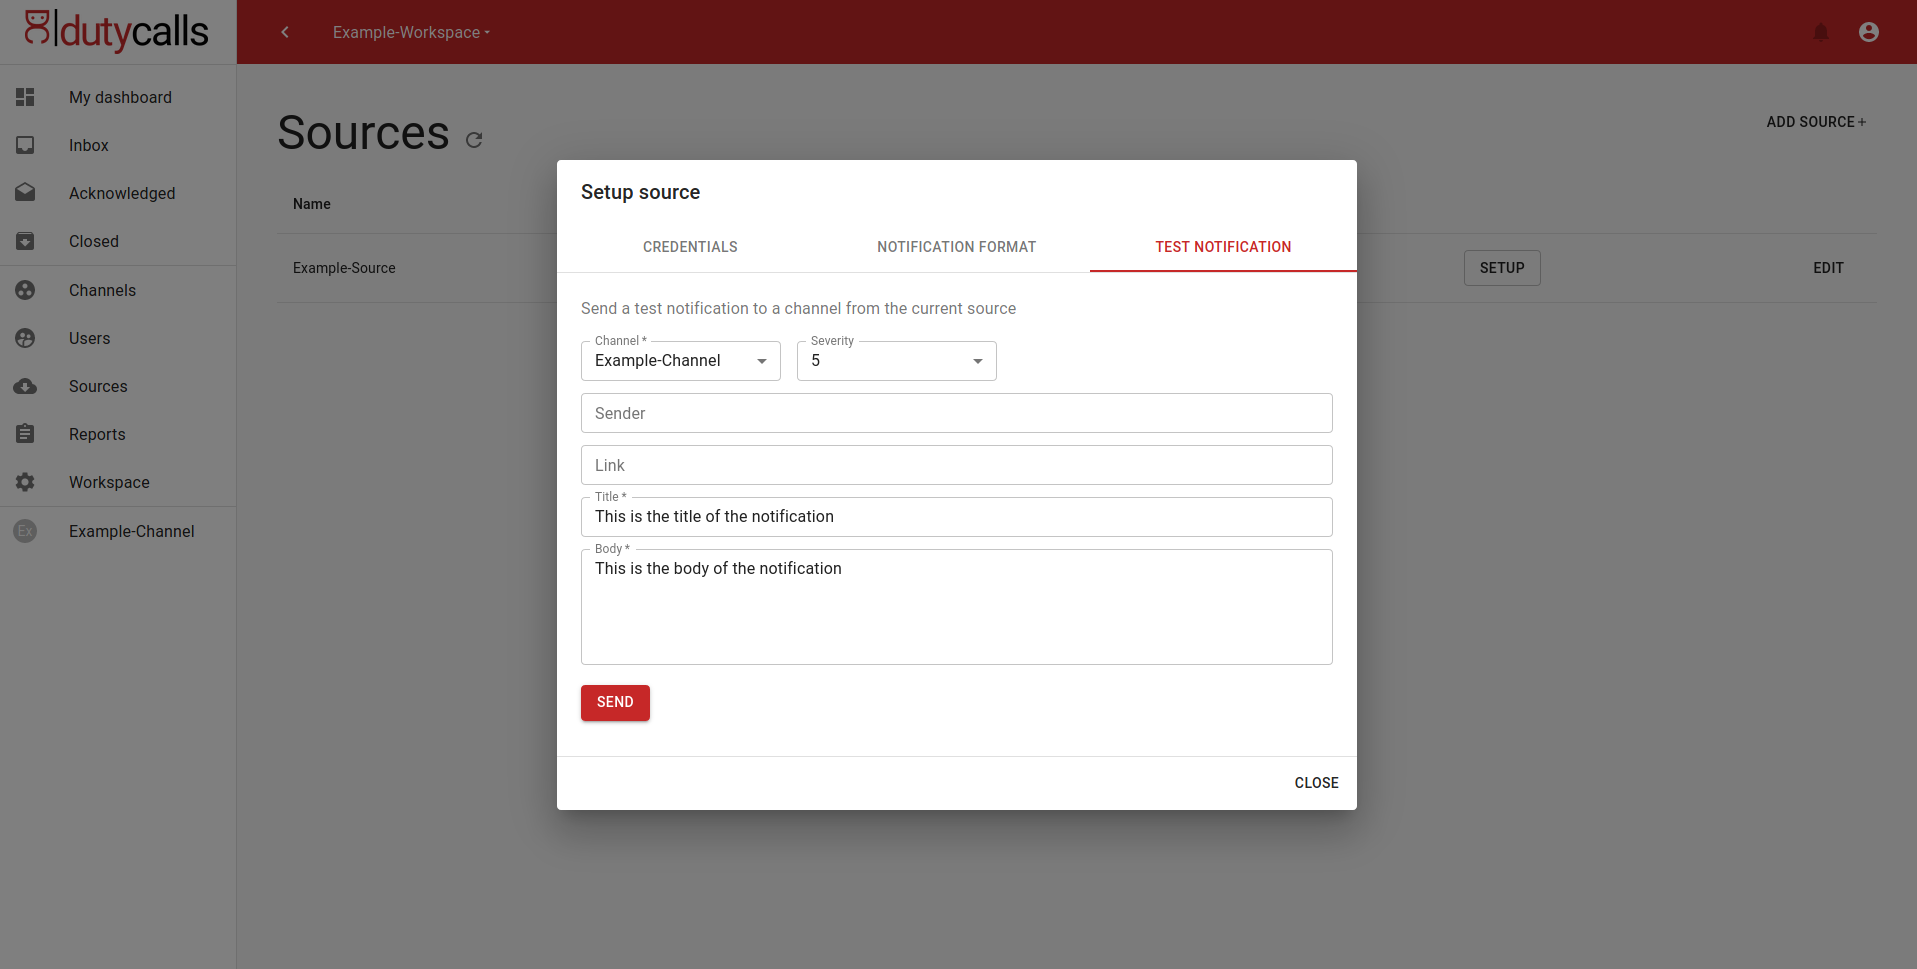 dutycalls
Example-Workspace
My dashboard
Inbox
Acknowledged
Closed
Channels
Users
Sources
Reports
Workspace
Ex
Example-Channel
Sources
ADD SOURCE+
Name
Example-Source
SETUP
EDIT
Setup source
CREDENTIALS
NOTIFICATION FORMAT
TEST NOTIFICATION
Send a test notification to a channel from the current source
Channel *
Example-Channel
Severity
5
Sender
Link
Title *
This is the title of the notification
Body *
This is the body of the notification
SEND
CLOSE